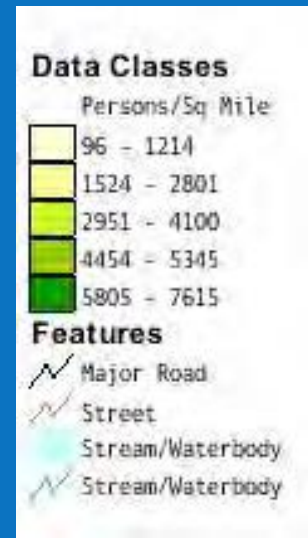 Data Classes
Persons/Sq Mile
96 - 1214
1524 - 2801
2951 - 4100
4454 - 5345
5805 - 7615
Features
Major Road
Street
Stream/Waterbody
Stream/Waterbody